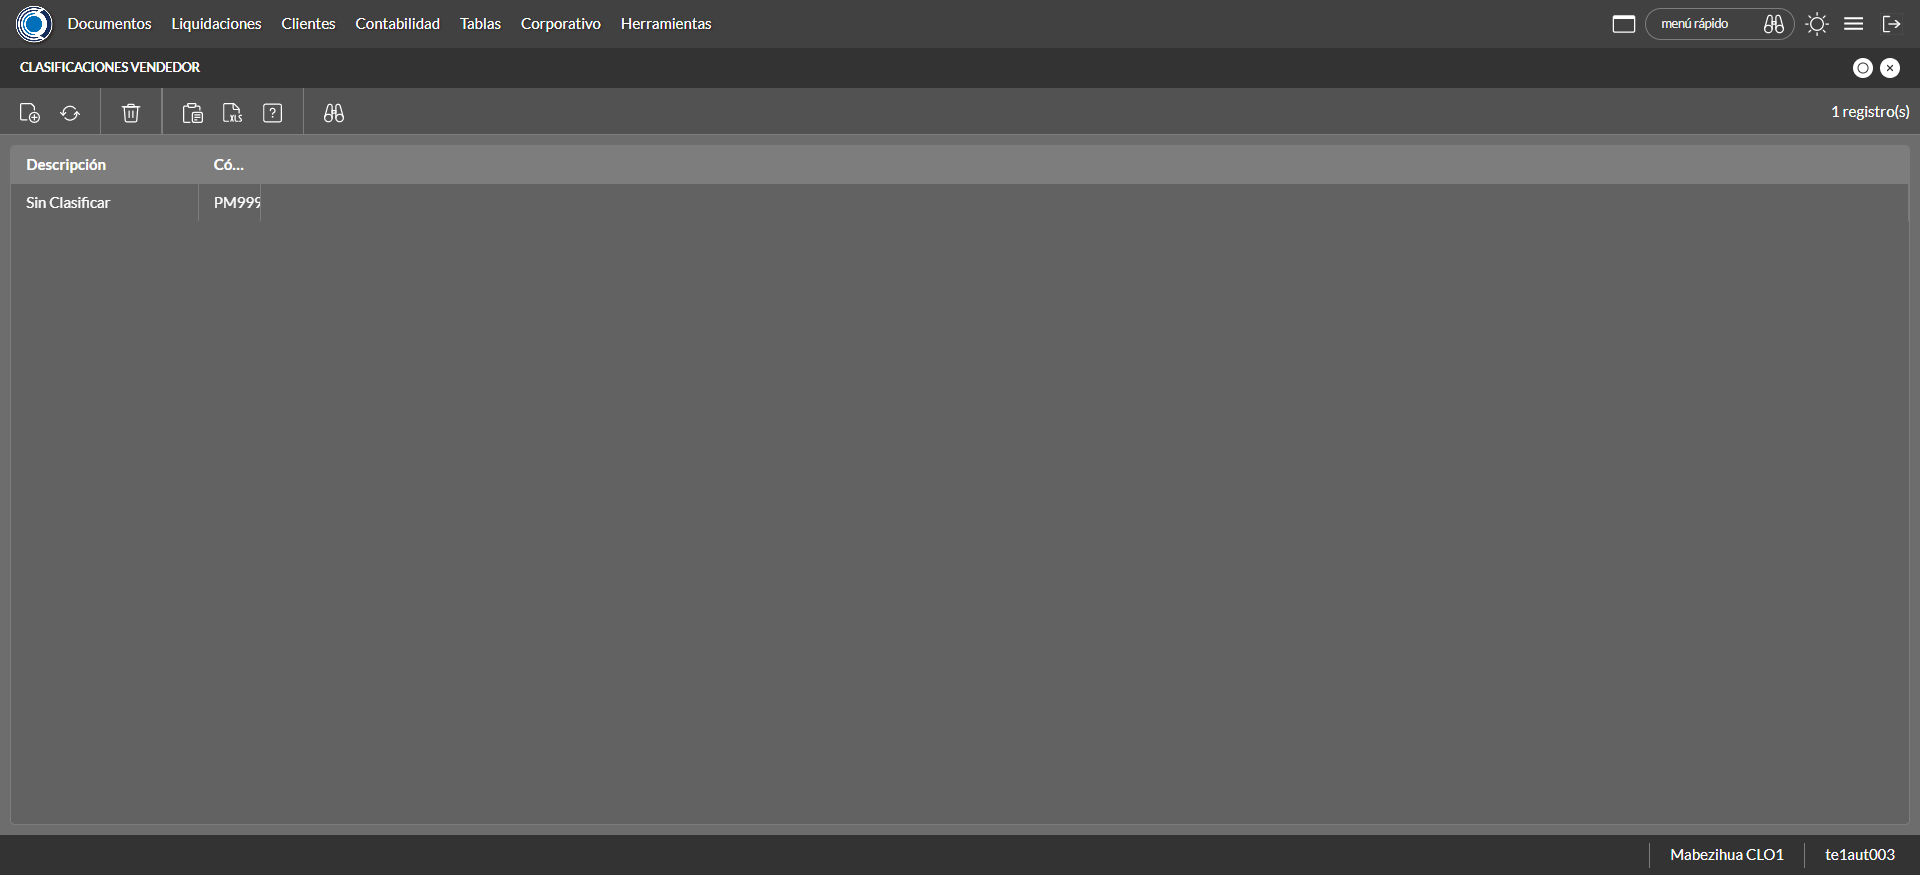 Documentos Liquidaciones Clientes Contabilidad Tablas Corporativo Herramientas menú rápido
CLASIFICACIONES VENDEDOR
XLS ? 1 registro(s)
Descripción Có...
Sin Clasificar PM999
Mabezihua CLO1 te1aut003